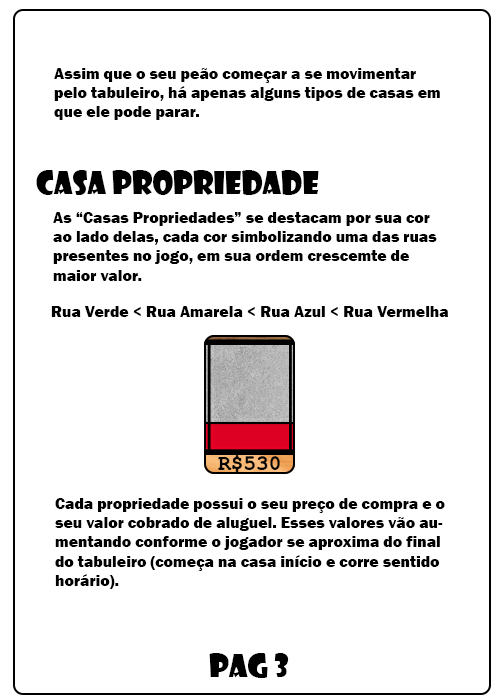 Assim que o seu peão começar a se movimentar
pelo tabuleiro, há apenas alguns tipos de casas em
que ele pode parar.
CASA PROPRIEDADE
As “Casas Propriedades” se destacam por sua cor
ao lado delas, cada cor simbolizando uma das ruas
presentes no jogo, em sua ordem crescemte de
maior valor.
Rua Verde < Rua Amarela < Rua Azul < Rua Vermelha
R$530
Cada propriedade possui o seu preço de compra e o
seu valor cobrado de aluguel. Esses valores vão au-
mentando conforme o jogador se aproxima do final
do tabuleiro (começa na casa início e corre sentido
horário).
PAG 3